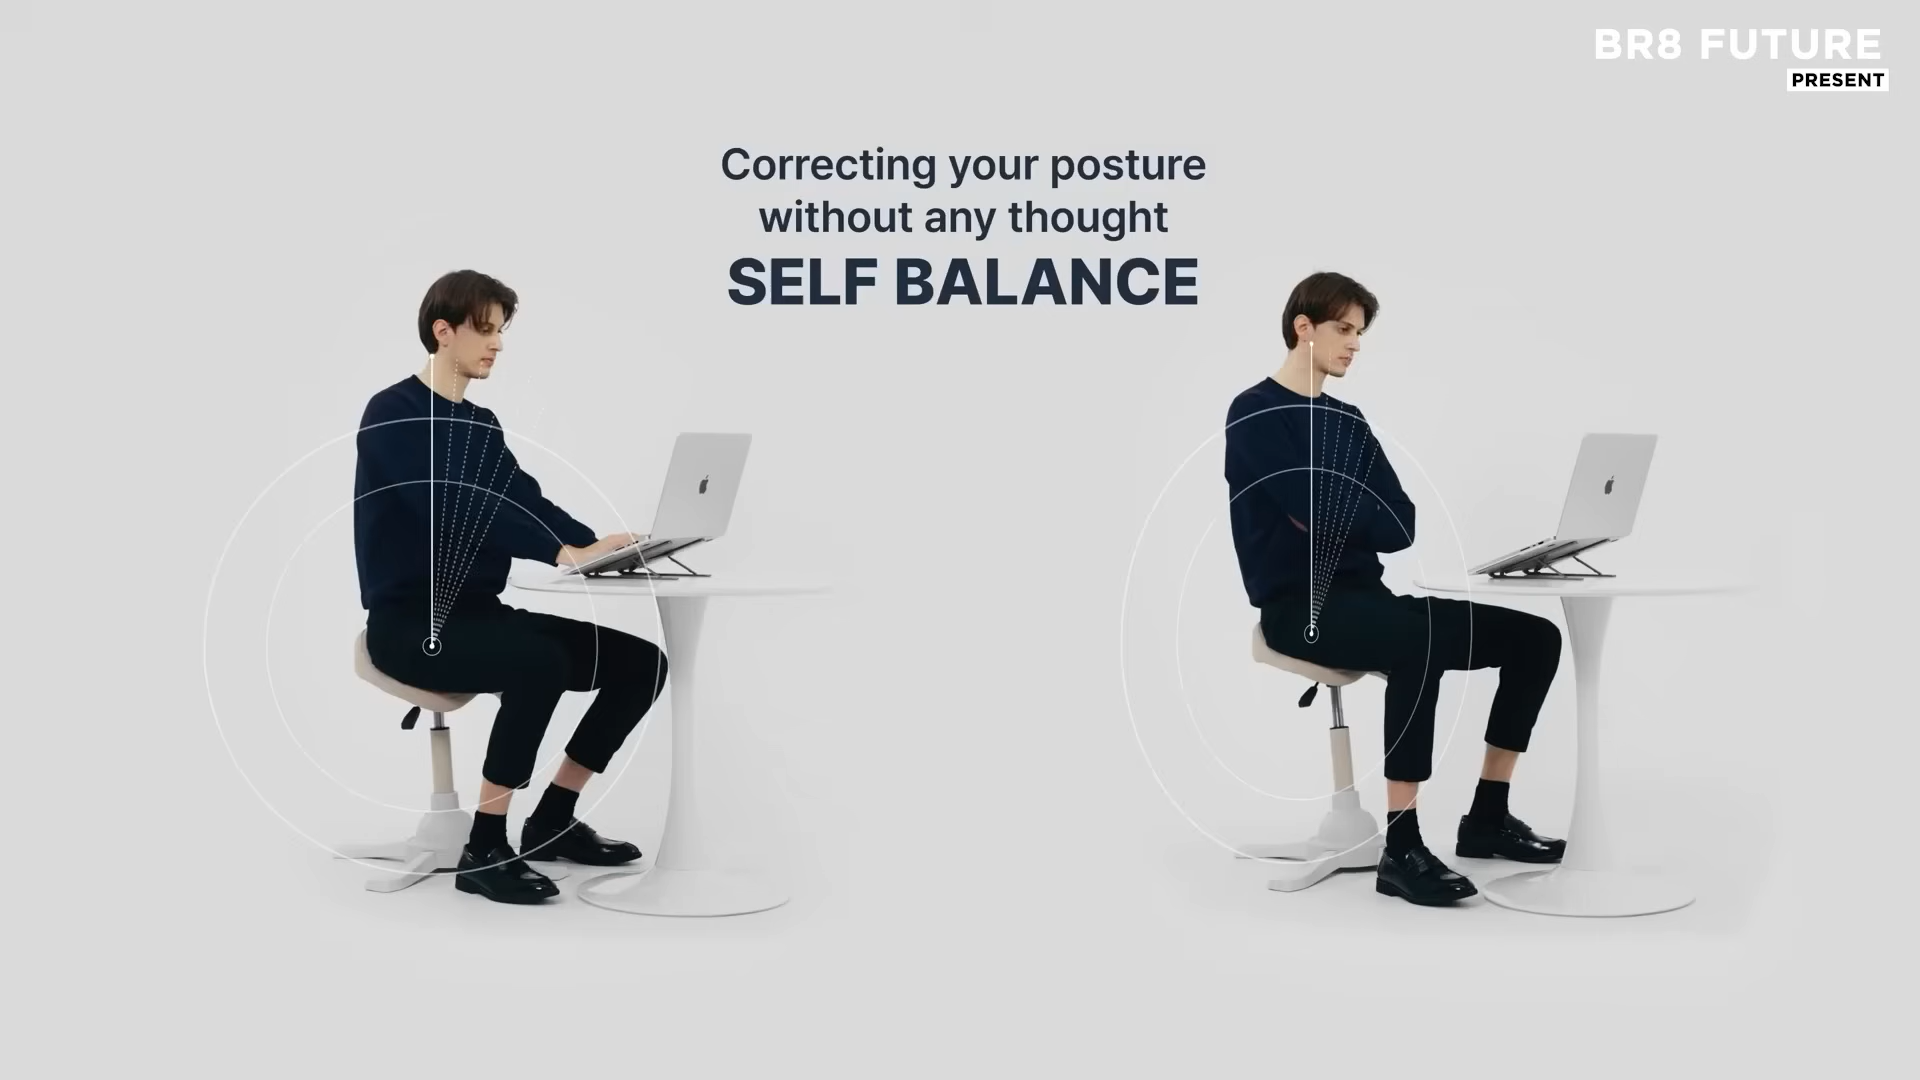 BR8 FUTURE
PRESENT
Correcting your posture
without any thought
SELF BALANCE